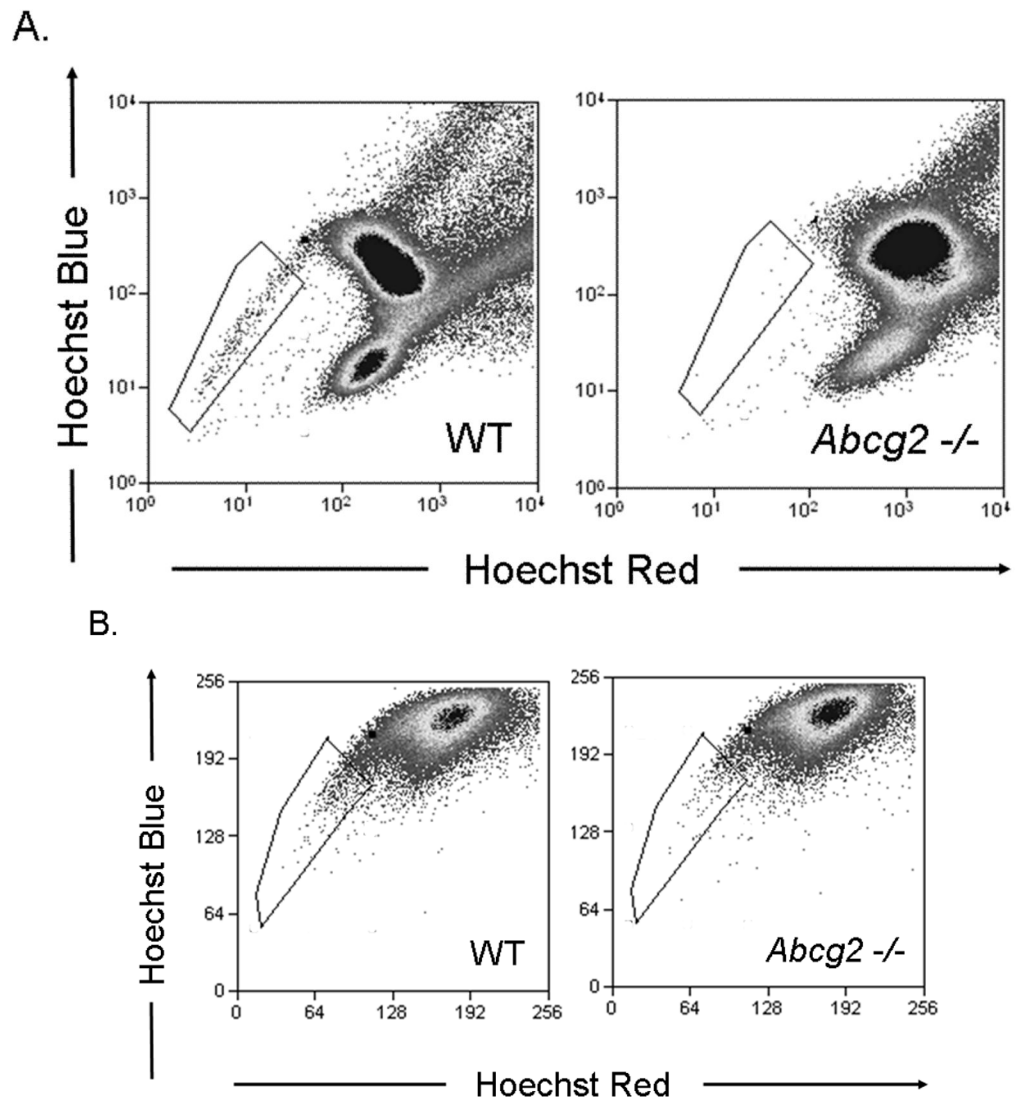 A.
10⁴
10³
10²
10¹
10⁰
10⁰ 10¹ 10² 10³ 10⁴
WT
10⁴
10³
10²
10¹
10⁰
10⁰ 10¹ 10² 10³ 10⁴
Abcg2 -/-
Hoechst Blue
Hoechst Red
B.
256
192
128
64
0
0 64 128 192 256
WT
256
192
128
64
0
0 64 128 192 256
Abcg2 -/-
Hoechst Blue
Hoechst Red